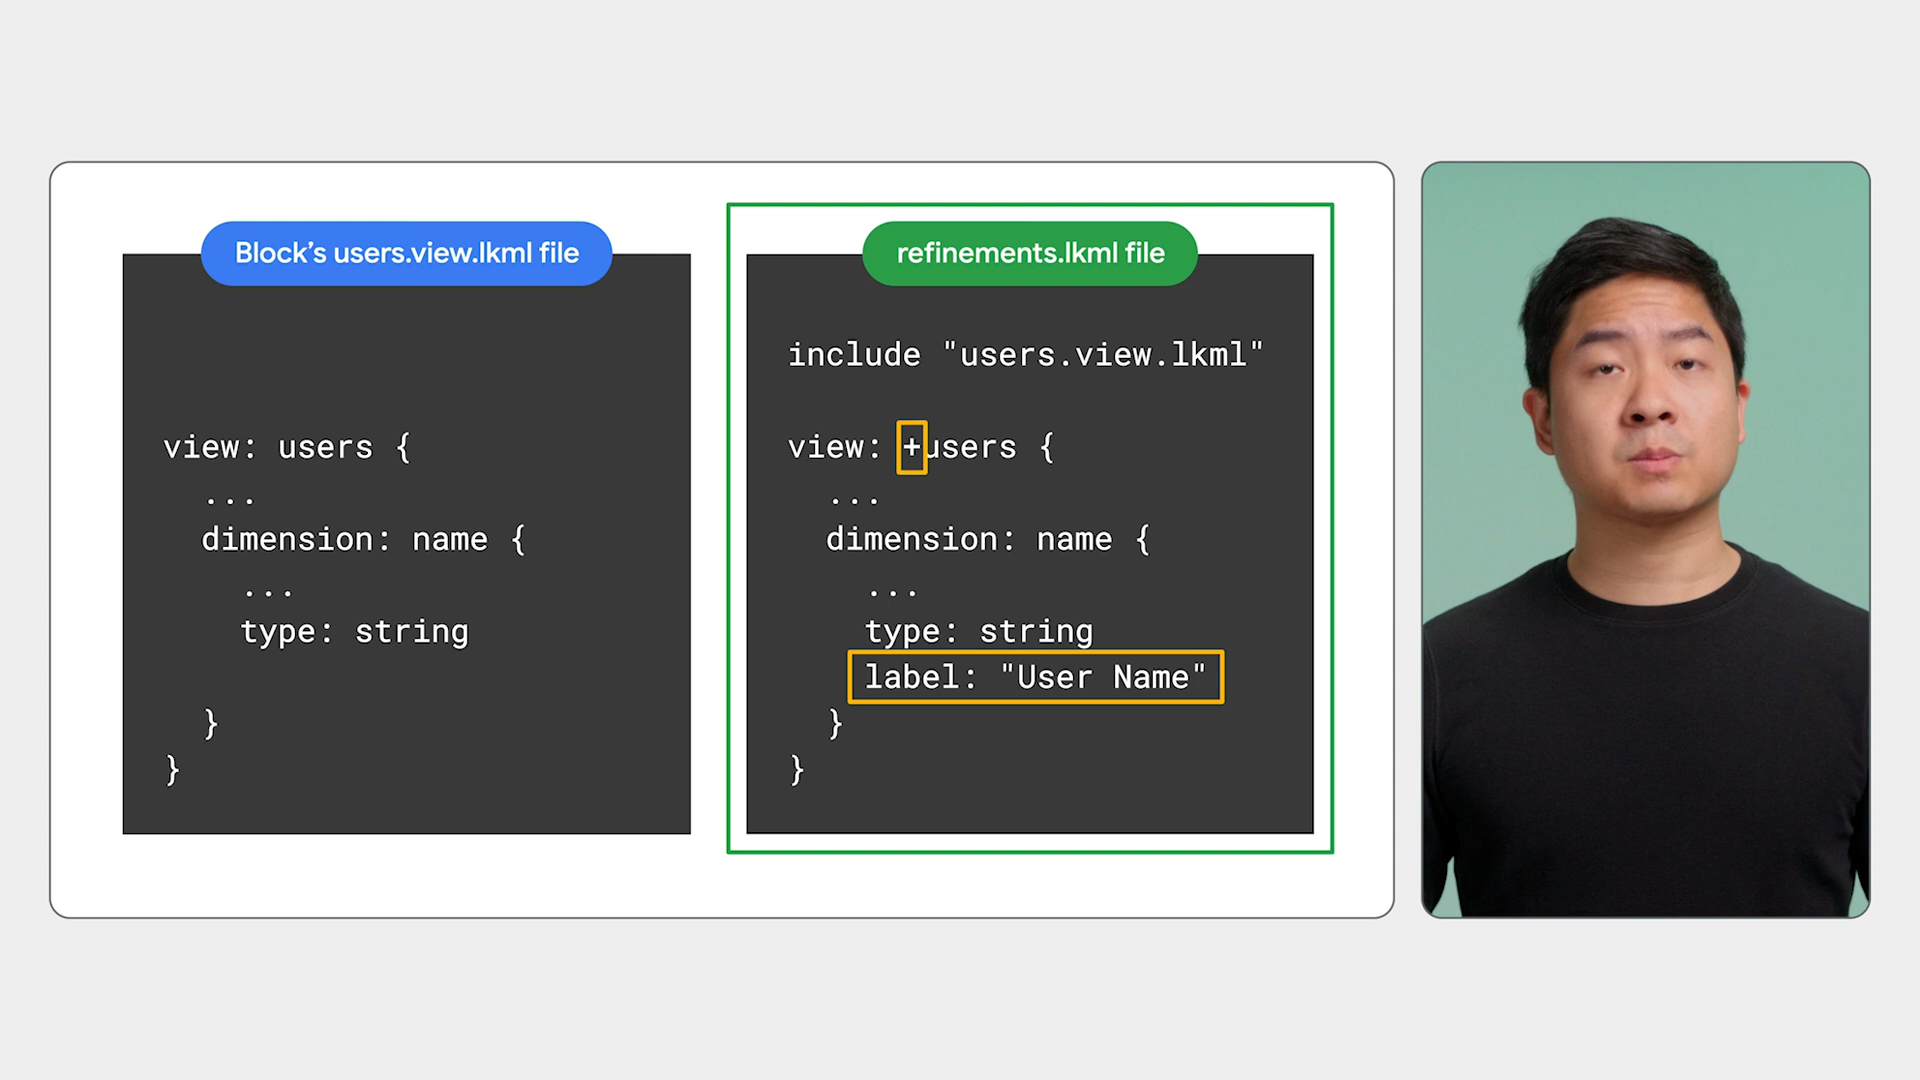 Block's users.view.lkml file
view: users {
...
dimension: name {
...
type: string
}
}
refinements.lkml file
include "users.view.lkml"
view: +users {
...
dimension: name {
...
type: string
label: "User Name"
}
}